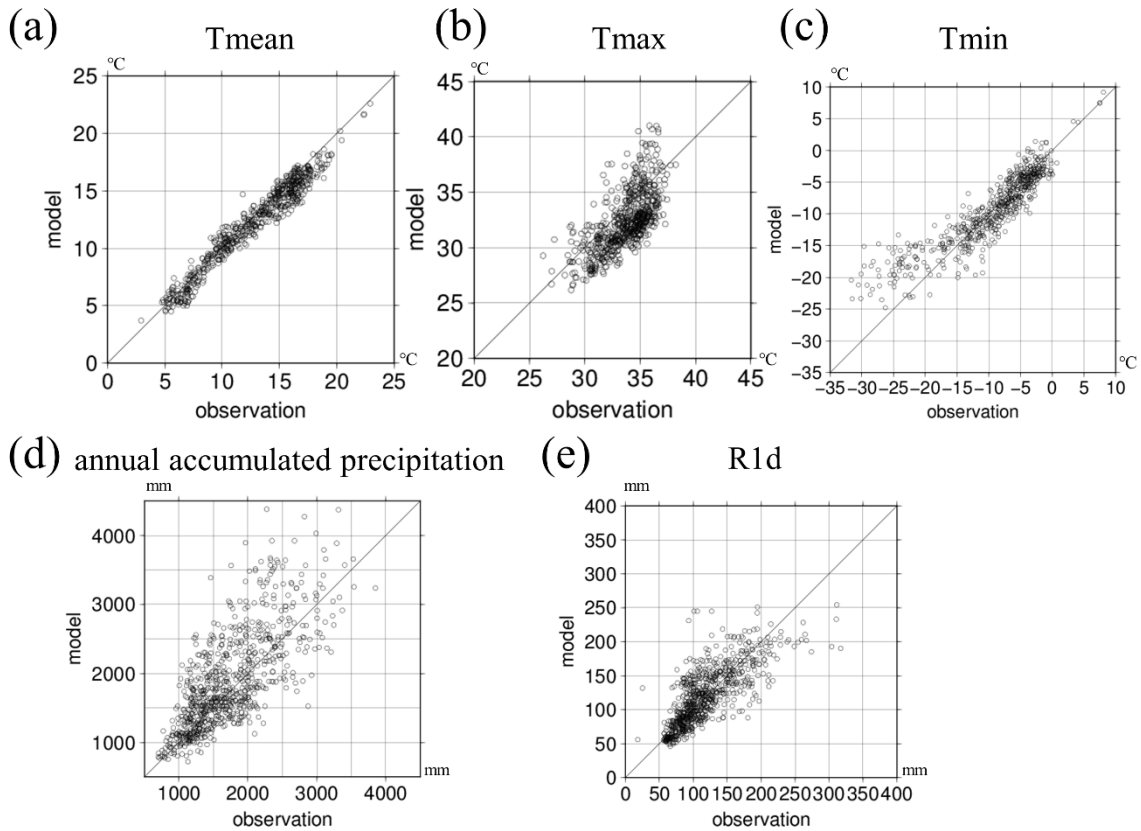 (a) Tmean
°C
25
20
15
10
5
0
model
0 5 10 15 20 25
°C
observation
(b) Tmax
°C
45
40
35
30
25
20
model
20 25 30 35 40 45
°C
observation
(c) Tmin
°C
10
5
0
−5
−10
−15
−20
−25
−30
−35
model
−35 −30 −25 −20 −15 −10 −5 0 5 10
°C
observation
(d) annual accumulated precipitation
mm
4000
3000
2000
1000
model
1000 2000 3000 4000
mm
observation
(e) R1d
mm
400
350
300
250
200
150
100
50
0
model
0 50 100 150 200 250 300 350 400
mm
observation